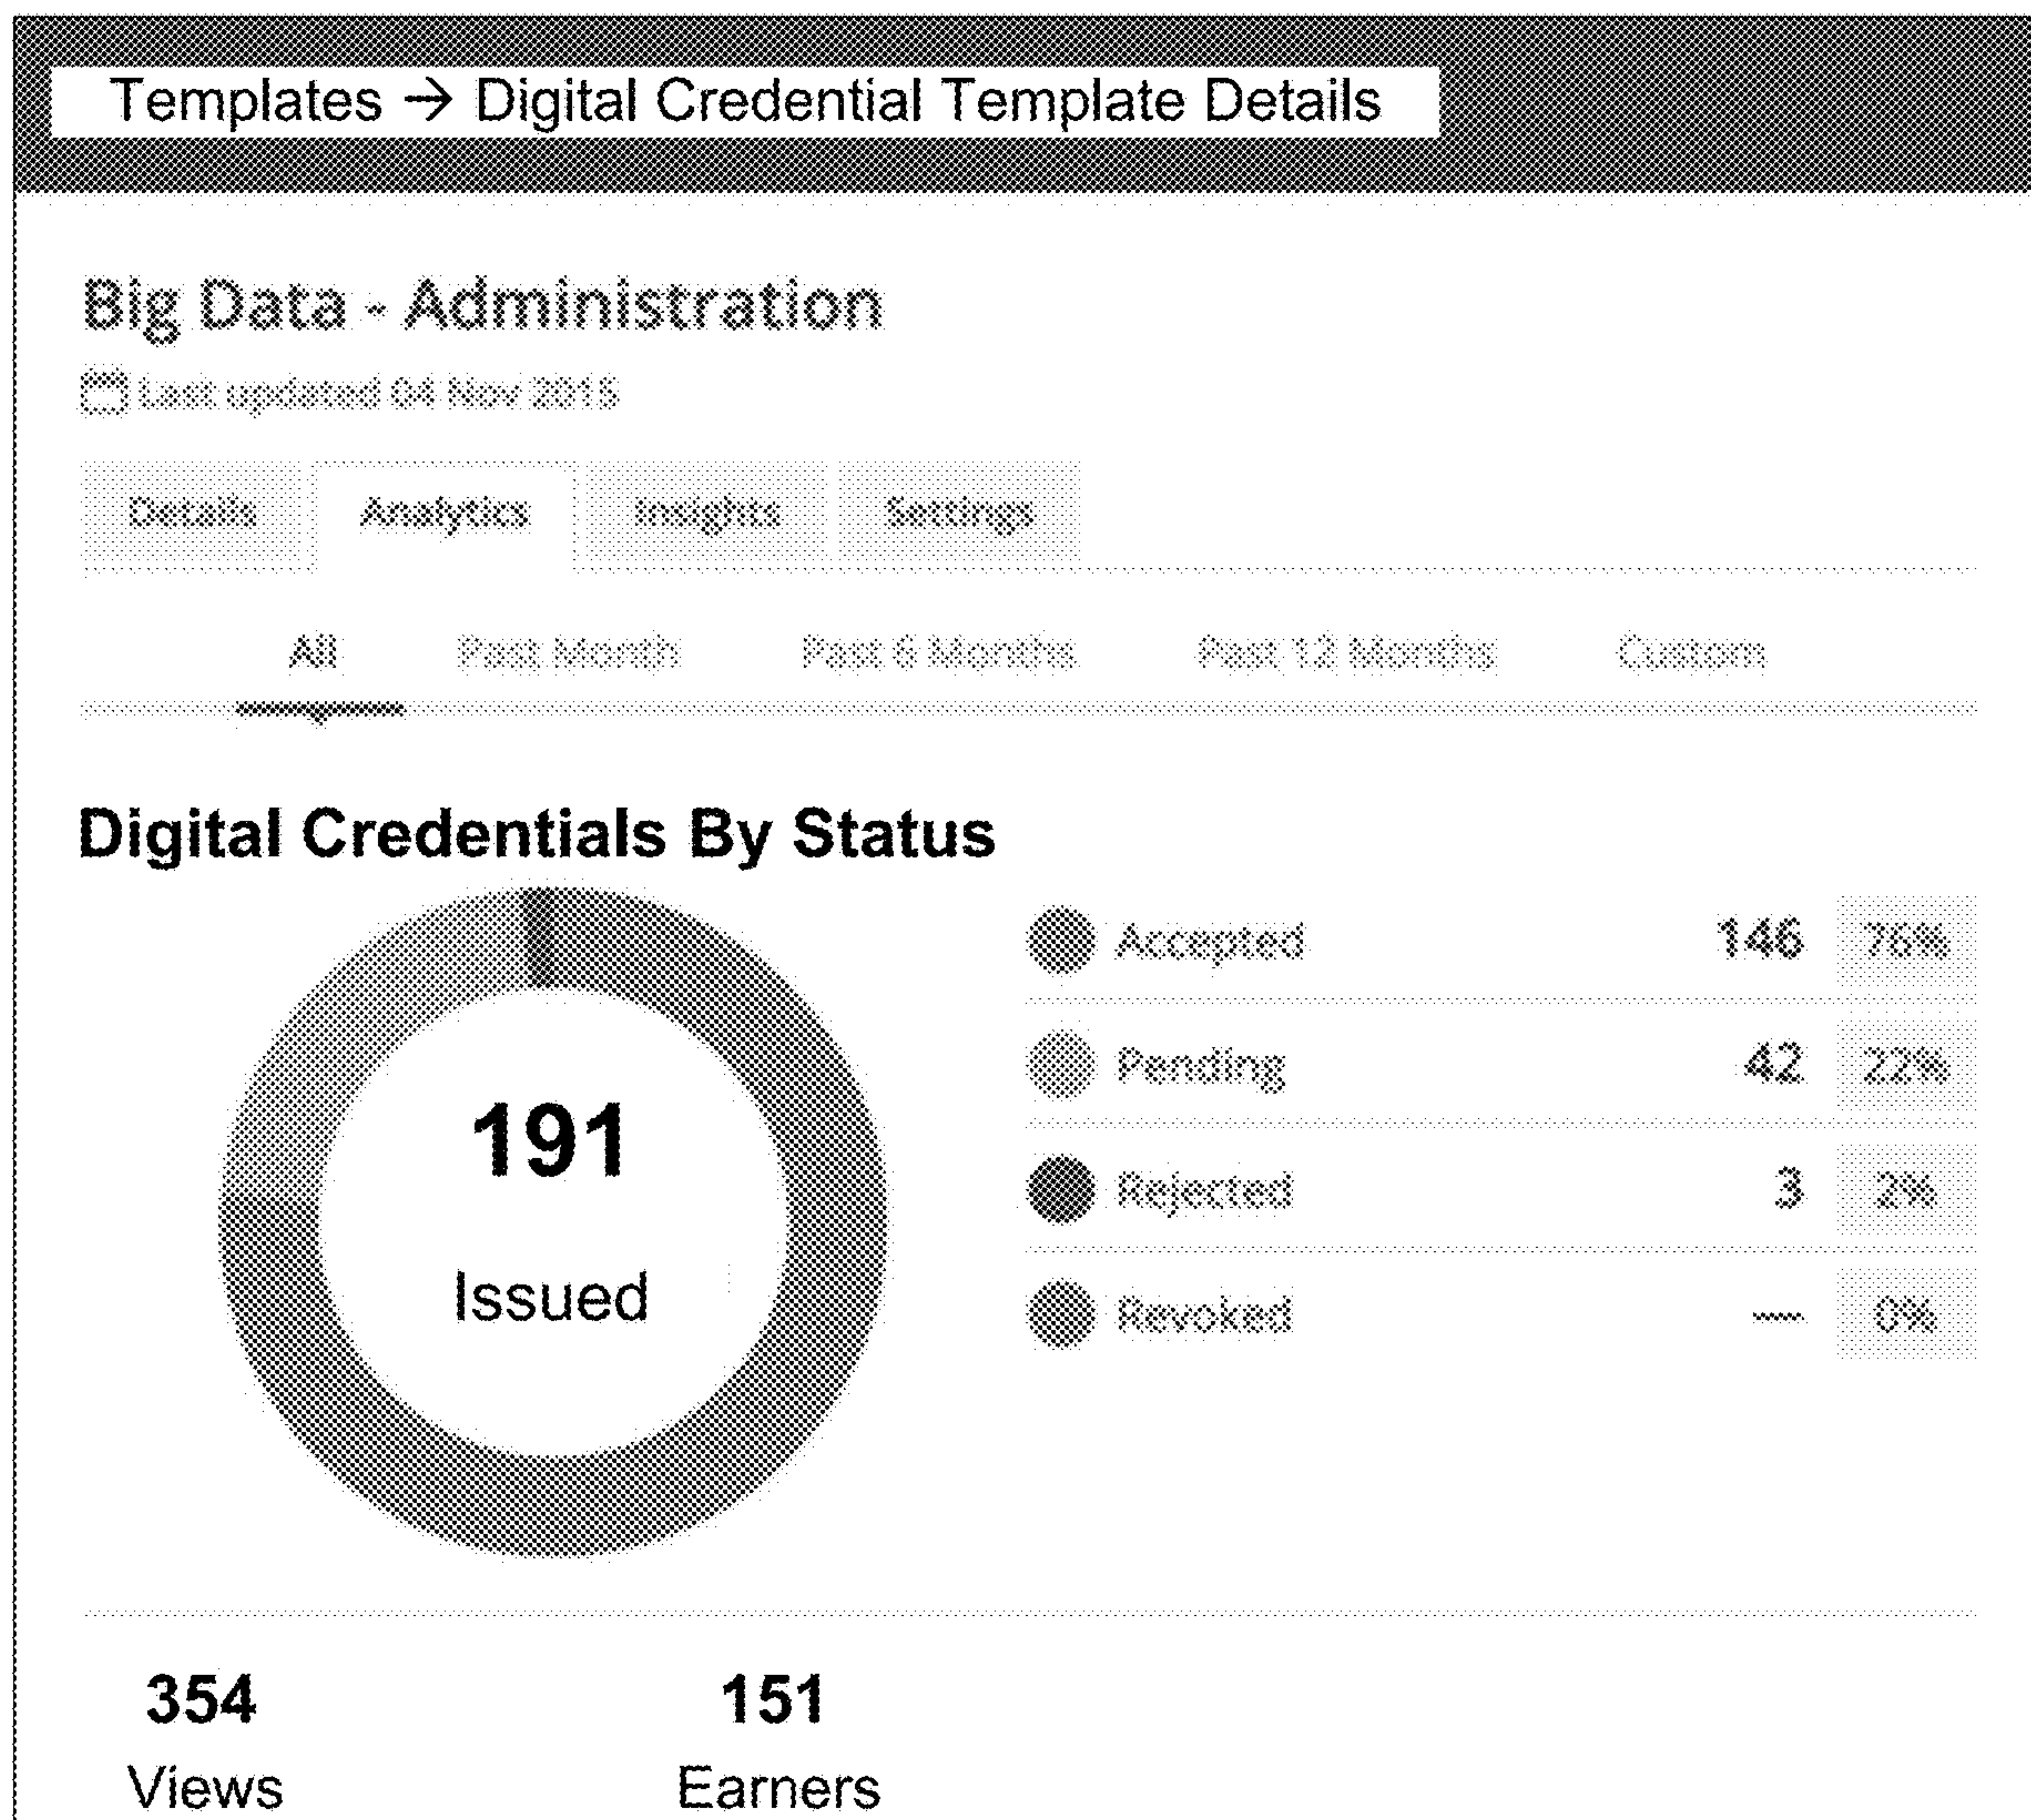 Templates → Digital Credential Template Details
Big Data - Administration
Last updated 04 Nov 2015
Details Analytics Insights Settings
All Past Month Past 6 Months Past 12 Months Custom
Digital Credentials By Status
191
Issued
Accepted 146 76%
Pending 42 22%
Rejected 3 2%
Revoked — 0%
354 151
Views Earners